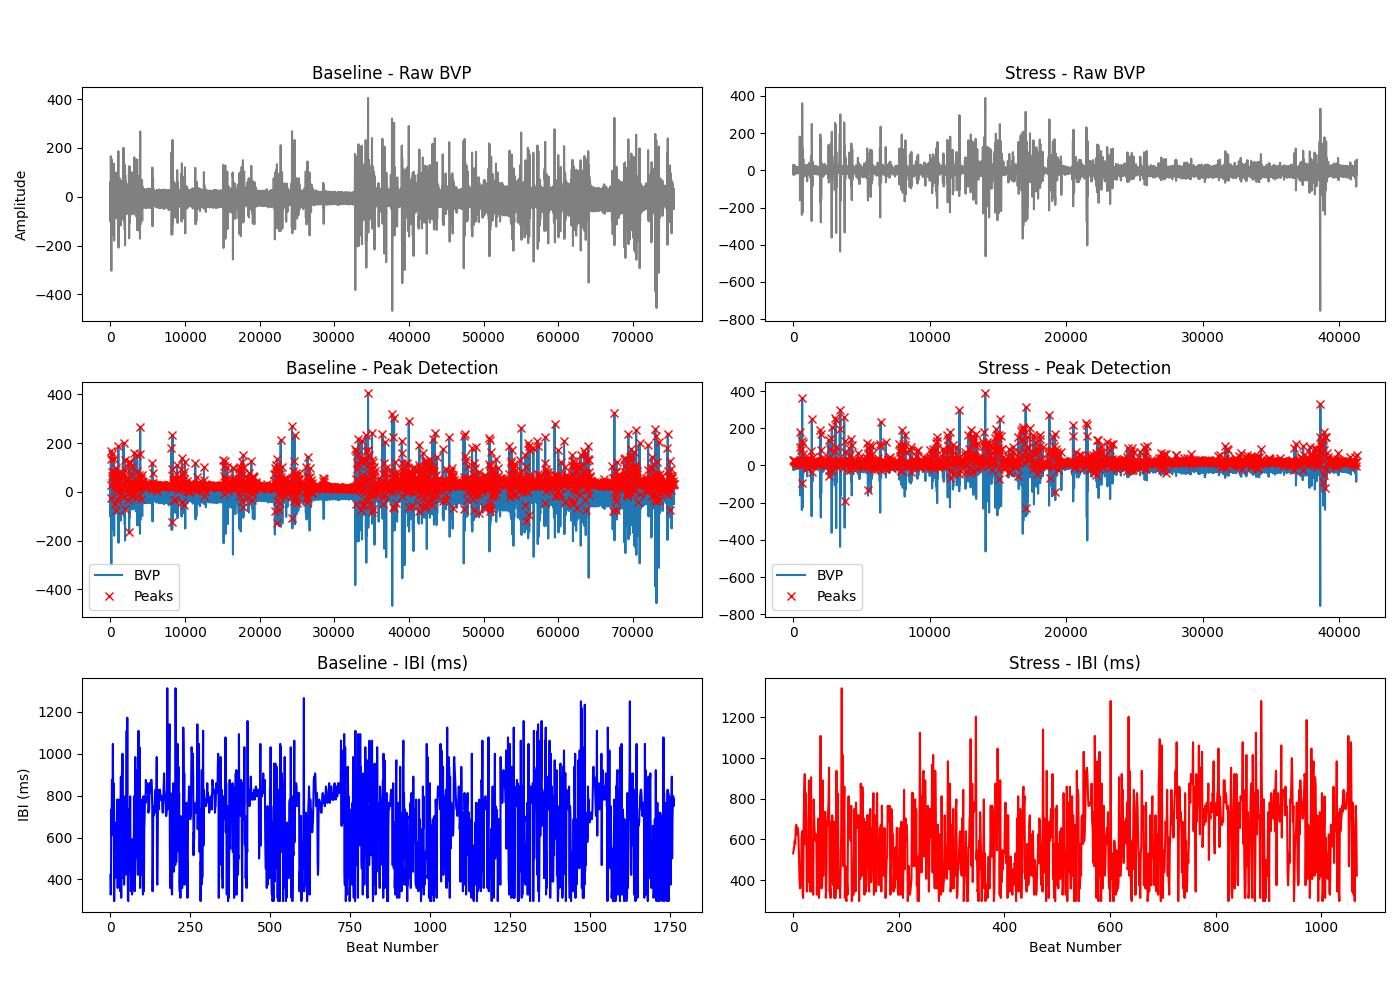 Baseline - Raw BVP
Stress - Raw BVP
Amplitude
400
200
0
−200
−400
0 10000 20000 30000 40000 50000 60000 70000
400
200
0
−200
−400
−600
−800
0 10000 20000 30000 40000
Baseline - Peak Detection
Stress - Peak Detection
400
200
0
−200
−400
BVP
Peaks
0 10000 20000 30000 40000 50000 60000 70000
400
200
0
−200
−400
−600
−800
BVP
Peaks
0 10000 20000 30000 40000
Baseline - IBI (ms)
Stress - IBI (ms)
IBI (ms)
1200
1000
800
600
400
0 250 500 750 1000 1250 1500 1750
Beat Number
1200
1000
800
600
400
0 200 400 600 800 1000
Beat Number